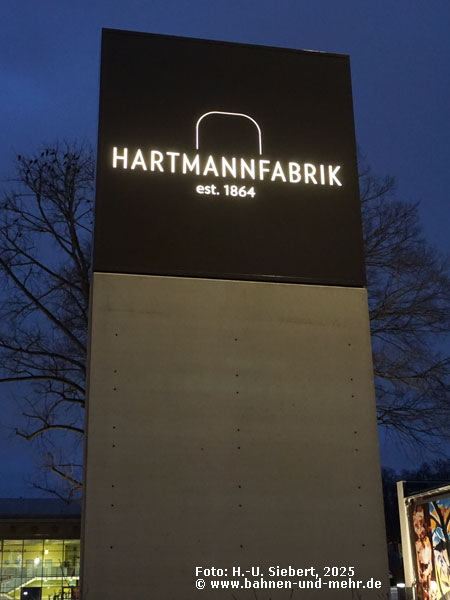 HARTMANNFABRIK
est. 1864
Foto: H.-U. Siebert, 2025
© www.bahnen-und-mehr.de